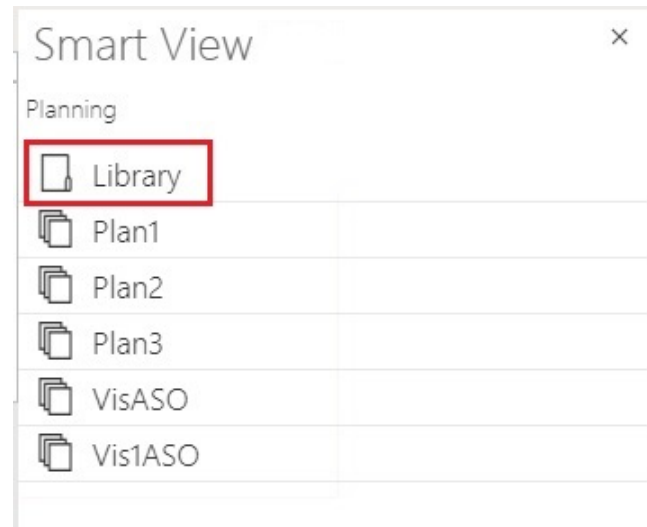 Smart View
Planning
Library
Plan1
Plan2
Plan3
VisASO
Vis1ASO